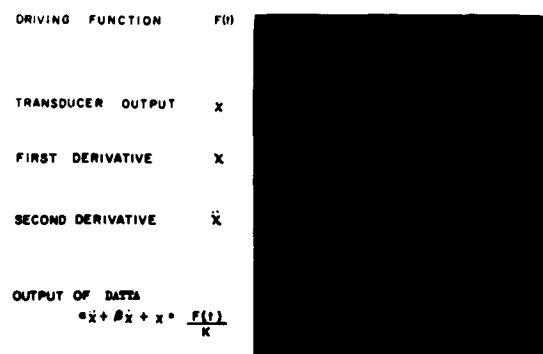 DRIVING FUNCTION F(t)
TRANSDUCER OUTPUT x
FIRST DERIVATIVE ẋ
SECOND DERIVATIVE ẍ
OUTPUT OF DATTA
αẍ + βẋ + x = F(t)/K